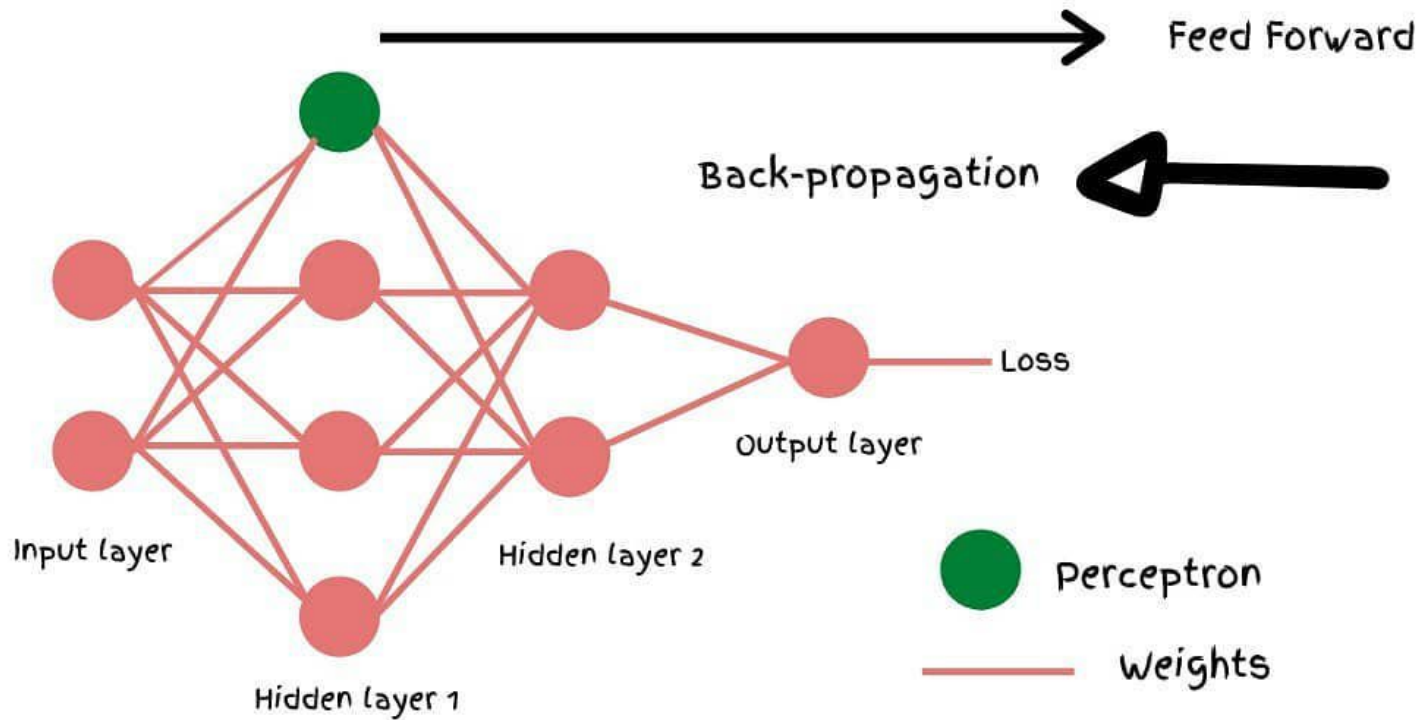 Feed Forward
Back-propagation
Loss
Output layer
Input layer
Hidden layer 2
Perceptron
Weights
Hidden layer 1